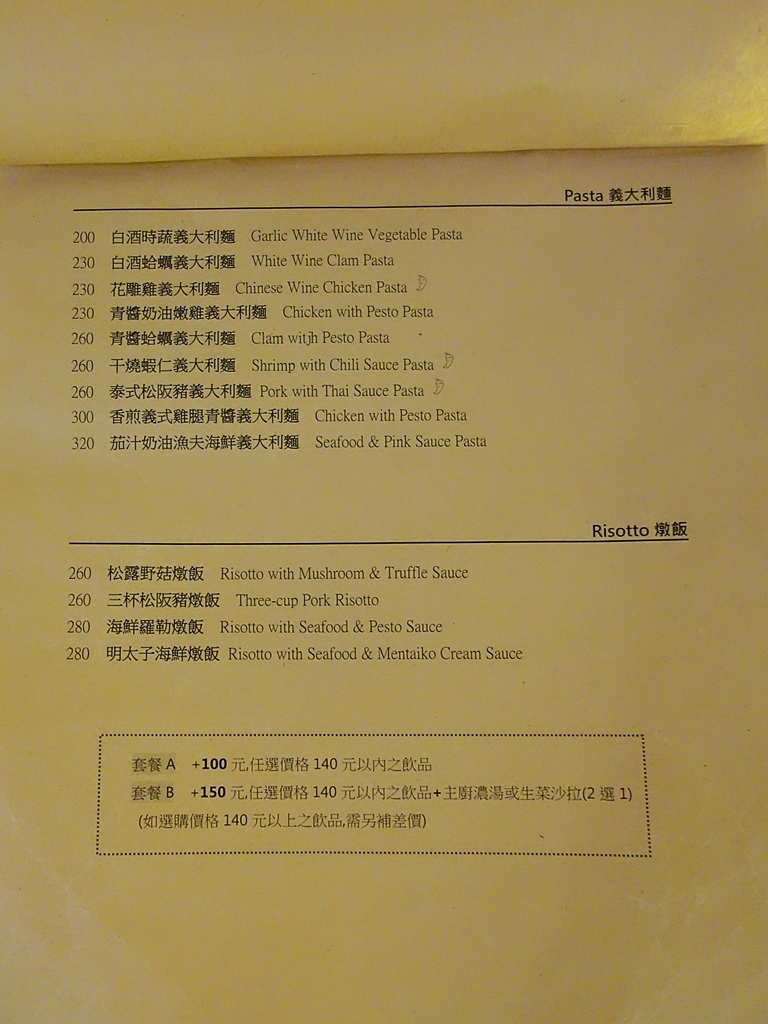 Pasta 義大利麵
200 白酒時蔬義大利麵 Garlic White Wine Vegetable Pasta
230 白酒蛤蠣義大利麵 White Wine Clam Pasta
230 花雕雞義大利麵 Chinese Wine Chicken Pasta
230 青醬奶油嫩雞義大利麵 Chicken with Pesto Pasta
260 青醬蛤蠣義大利麵 Clam witjh Pesto Pasta
260 干燒蝦仁義大利麵 Shrimp with Chili Sauce Pasta
260 泰式松阪豬義大利麵 Pork with Thai Sauce Pasta
300 香煎義式雞腿青醬義大利麵 Chicken with Pesto Pasta
320 茄汁奶油漁夫海鮮義大利麵 Seafood & Pink Sauce Pasta
Risotto 燉飯
260 松露野菇燉飯 Risotto with Mushroom & Truffle Sauce
260 三杯松阪豬燉飯 Three-cup Pork Risotto
280 海鮮羅勒燉飯 Risotto with Seafood & Pesto Sauce
280 明太子海鮮燉飯 Risotto with Seafood & Mentaiko Cream Sauce
套餐 A +100 元,任選價格 140 元以內之飲品
套餐 B +150 元,任選價格 140 元以內之飲品+主廚濃湯或生菜沙拉(2 選 1)
(如選購價格 140 元以上之飲品,需另補差價)